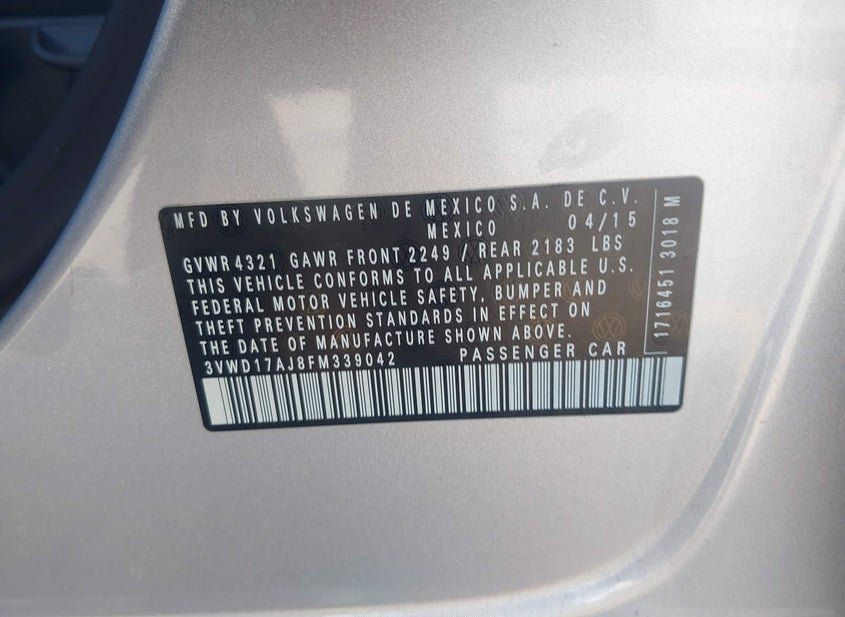 MFD BY VOLKSWAGEN DE MEXICO S.A. DE C.V.
MEXICO 04/15
GVWR 4321 GAWR FRONT 2249 / REAR 2183 LBS
THIS VEHICLE CONFORMS TO ALL APPLICABLE U.S.
FEDERAL MOTOR VEHICLE SAFETY, BUMPER AND
THEFT PREVENTION STANDARDS IN EFFECT ON
THE DATE OF MANUFACTURE SHOWN ABOVE.
3VWD17AJ8FM339042 PASSENGER CAR
1716451 3018 M